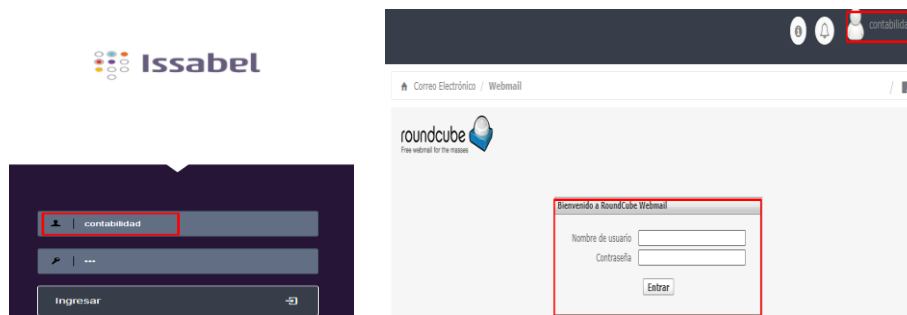 Issabel
contabilidad
---
Ingresar
contabilida
Correo Electrónico / Webmail
/
roundcube
Free webmail for the masses
Bienvenido a RoundCube Webmail
Nombre de usuario
Contraseña
Entrar